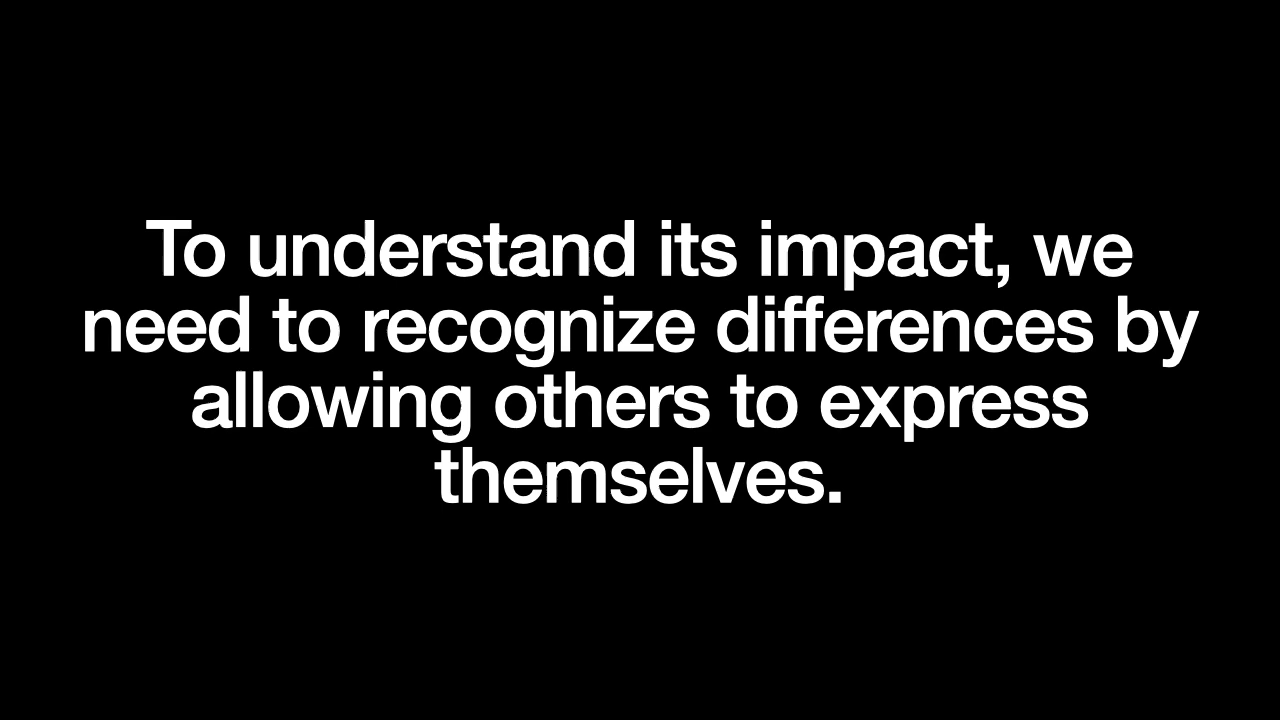 To understand its impact, we
need to recognize differences by
allowing others to express
themselves.